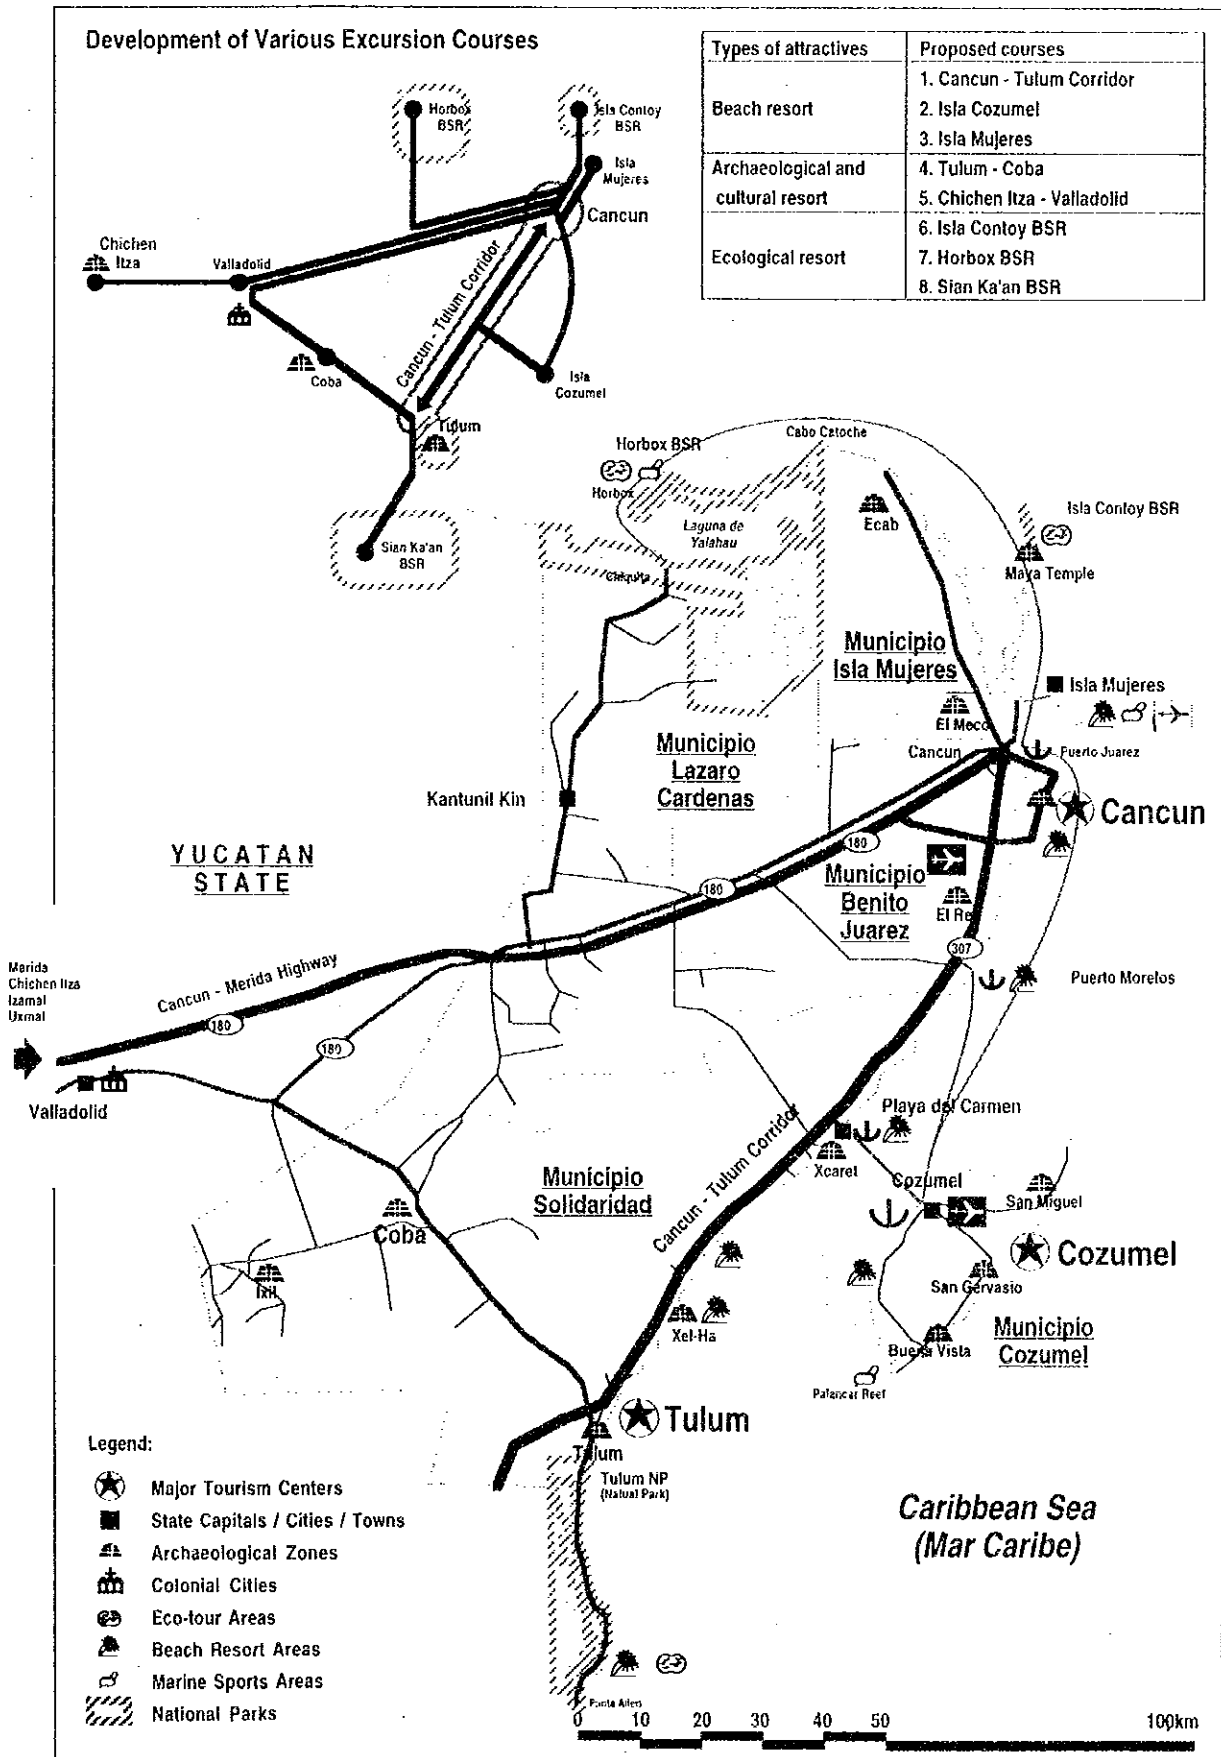 Development of Various Excursion Courses
Types of attractives
Proposed courses
Beach resort
1. Cancun - Tulum Corridor
2. Isla Cozumel
3. Isla Mujeres
Archaeological and
cultural resort
4. Tulum - Coba
5. Chichen Itza - Valladolid
Ecological resort
6. Isla Contoy BSR
7. Horbox BSR
8. Sian Ka'an BSR
Horbox
BSR
Isla Contoy
BSR
Isla
Mujeres
Cancun
Chichen
Itza
Valladolid
Cancun - Tulum Corridor
Coba
Isla
Cozumel
Tulum
Sian Ka'an
BSR
Cabo Catoche
Horbox BSR
Horbox
Laguna de
Yalahau
Ecab
Isla Contoy BSR
Maya Temple
Chiquila
Municipio
Isla Mujeres
Isla Mujeres
El Meco
Cancun
Puerto Juarez
Municipio
Lazaro
Cardenas
Kantunil Kin
Cancun
YUCATAN
STATE
180
180
Municipio
Benito
Juarez
El Re
307
Merida
Chichen Itza
Izamal
Uxmal
Cancun - Merida Highway
180
180
Puerto Morelos
Valladolid
Playa del Carmen
Xcaret
Cozumel
San Miguel
Municipio
Solidaridad
Cancun - Tulum Corridor
Coba
Ixil
Cozumel
San Gervasio
Xel-Ha
Buena Vista
Municipio
Cozumel
Palancar Reef
Tulum
Tulum
Tulum NP
(Natual Park)
Caribbean Sea
(Mar Caribe)
Legend:
Major Tourism Centers
State Capitals / Cities / Towns
Archaeological Zones
Colonial Cities
Eco-tour Areas
Beach Resort Areas
Marine Sports Areas
National Parks
Punta Allen
0 10 20 30 40 50 100km